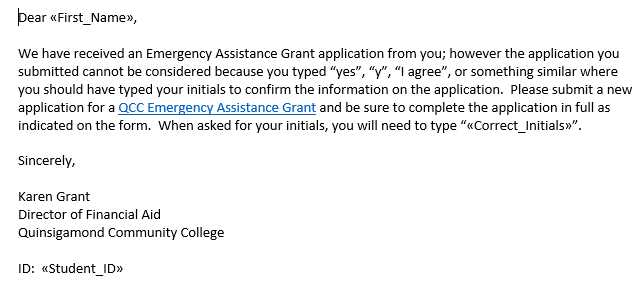 Dear «First_Name»,
We have received an Emergency Assistance Grant application from you; however the application you
submitted cannot be considered because you typed “yes”, “y”, “I agree”, or something similar where
you should have typed your initials to confirm the information on the application.  Please submit a new
application for a QCC Emergency Assistance Grant and be sure to complete the application in full as
indicated on the form.  When asked for your initials, you will need to type “«Correct_Initials»”.
Sincerely,
Karen Grant
Director of Financial Aid
Quinsigamond Community College
ID:  «Student_ID»